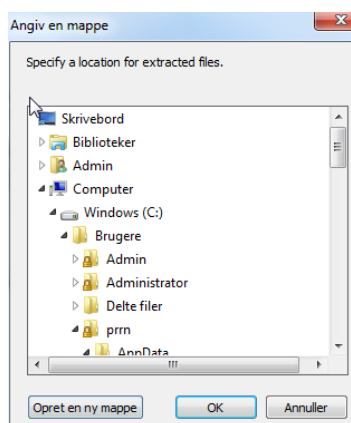 Angiv en mappe
Specify a location for extracted files.
Skrivebord
Biblioteker
Admin
Computer
Windows (C:)
Brugere
Admin
Administrator
Delte filer
prrn
AppData
Opret en ny mappe
OK
Annuller